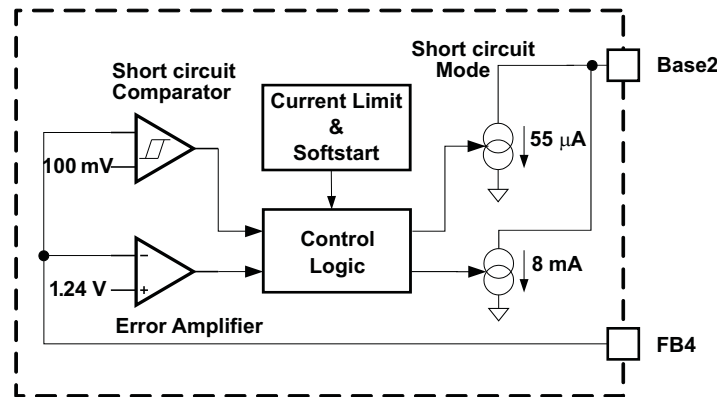 Short circuit
Mode
Base2
Short circuit
Comparator
Current Limit
&
Softstart
100 mV
55 μA
Control
Logic
−
+
1.24 V
8 mA
Error Amplifier
FB4